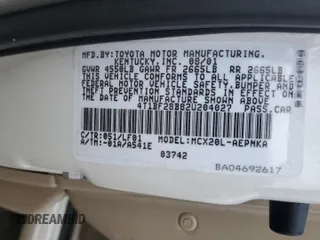 MFD.BY:TOYOTA MOTOR MANUFACTURING,
KENTUCKY,INC. 08/01
GVWR 4550LB GAWR FR 2665LB RR 2665LB
THIS VEHICLE CONFORMS TO ALL APPLICABLE
FEDERAL MOTOR VEHICLE SAFETY,BUMPER AND
THEFT PREVENTION STANDARDS IN EFFECT ON
THE DATE OF MANUFACTURE SHOWN ABOVE.
4T1BF28B82U204027 PASS.CAR
C/TR:051/LF01 MODEL:MCX20L-AEPNKA
A/TM:-01A/A541E
03742
BA04692617